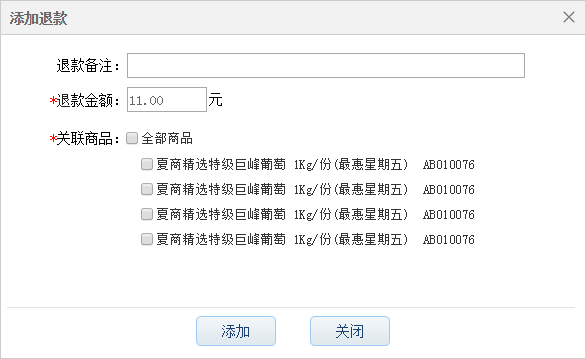 添加退款
退款备注：
*退款金额： 11.00 元
*关联商品： 全部商品
夏商精选特级巨峰葡萄 1Kg/份(最惠星期五) AB010076
夏商精选特级巨峰葡萄 1Kg/份(最惠星期五) AB010076
夏商精选特级巨峰葡萄 1Kg/份(最惠星期五) AB010076
夏商精选特级巨峰葡萄 1Kg/份(最惠星期五) AB010076
添加 关闭